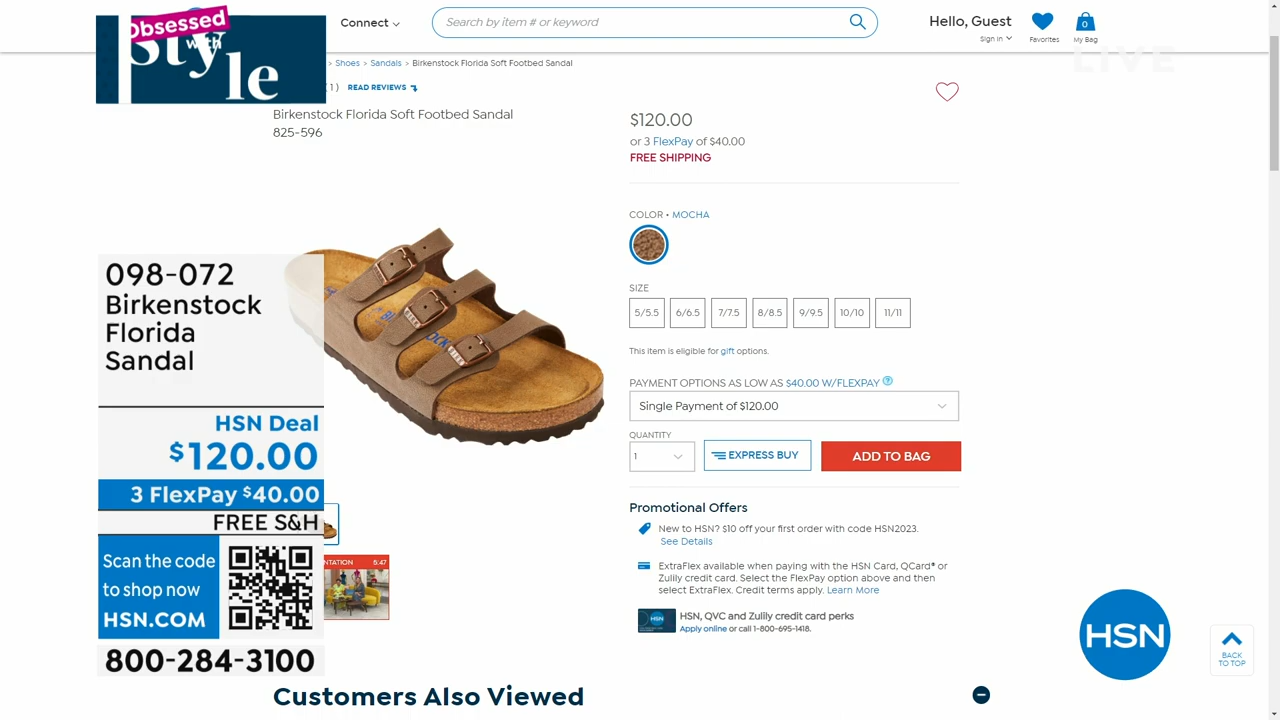 Obsessed
with
Style
Connect
Search by item # or keyword
Hello, Guest
Sign In
Favorites
0
My Bag
LIVE
> Shoes > Sandals > Birkenstock Florida Soft Footbed Sandal
(1) READ REVIEWS
Birkenstock Florida Soft Footbed Sandal
825-596
$120.00
or 3 FlexPay of $40.00
FREE SHIPPING
COLOR • MOCHA
SIZE
5/5.5 6/6.5 7/7.5 8/8.5 9/9.5 10/10 11/11
This item is eligible for gift options.
PAYMENT OPTIONS AS LOW AS $40.00 W/FLEXPAY ?
Single Payment of $120.00
QUANTITY
1
EXPRESS BUY
ADD TO BAG
Promotional Offers
New to HSN? $10 off your first order with code HSN2023.
See Details
ExtraFlex available when paying with the HSN Card, QCard® or
Zulily credit card. Select the FlexPay option above and then
select ExtraFlex. Credit terms apply. Learn More
HSN, QVC and Zulily credit card perks
Apply online or call 1-800-695-1418.
098-072
Birkenstock
Florida
Sandal
HSN Deal
$120.00
3 FlexPay $40.00
FREE S&H
Scan the code
to shop now
HSN.COM
800-284-3100
NTATION 5:47
HSN
BACK
TO TOP
Customers Also Viewed